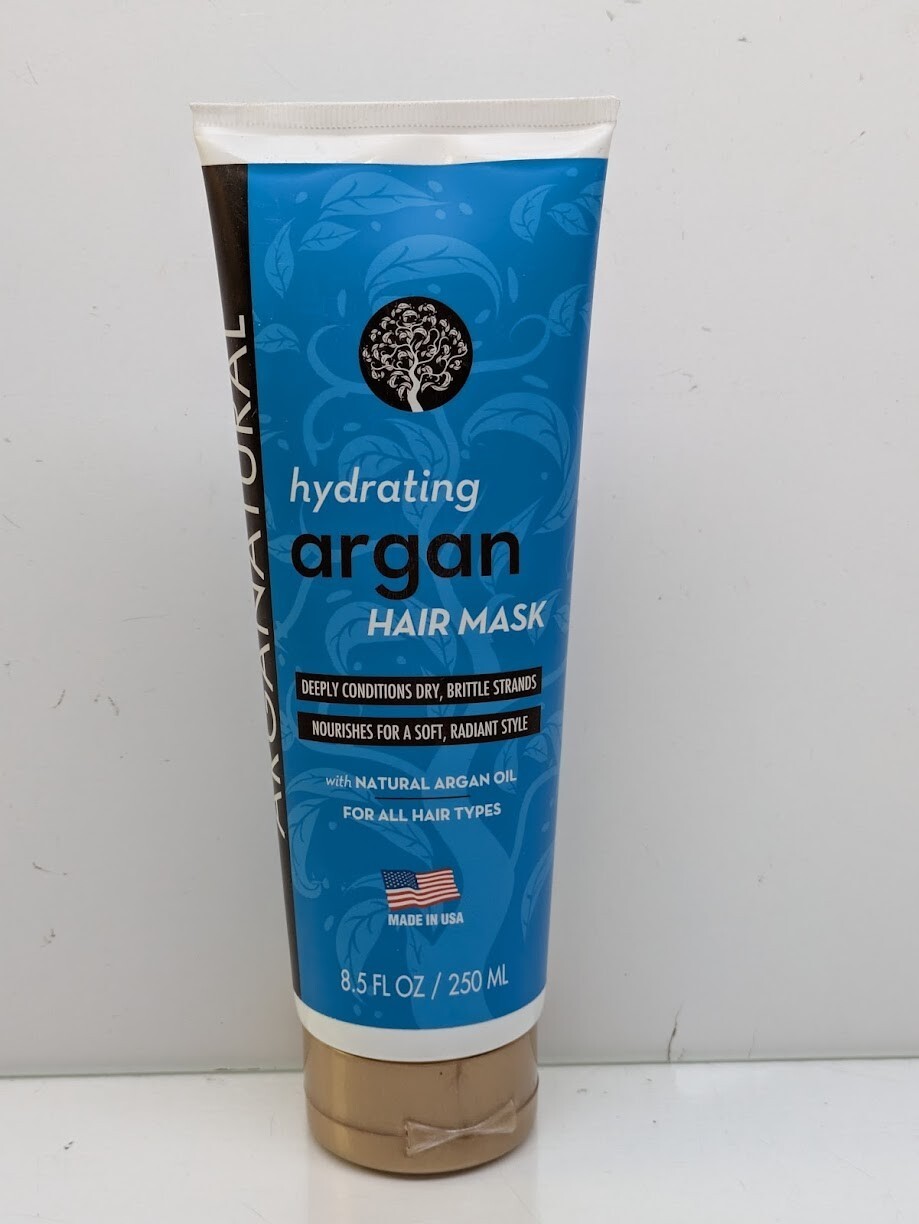 ARGANATURAL
hydrating
argan
HAIR MASK
DEEPLY CONDITIONS DRY, BRITTLE STRANDS
NOURISHES FOR A SOFT, RADIANT STYLE
with NATURAL ARGAN OIL
FOR ALL HAIR TYPES
MADE IN USA
8.5 FL OZ / 250 ML